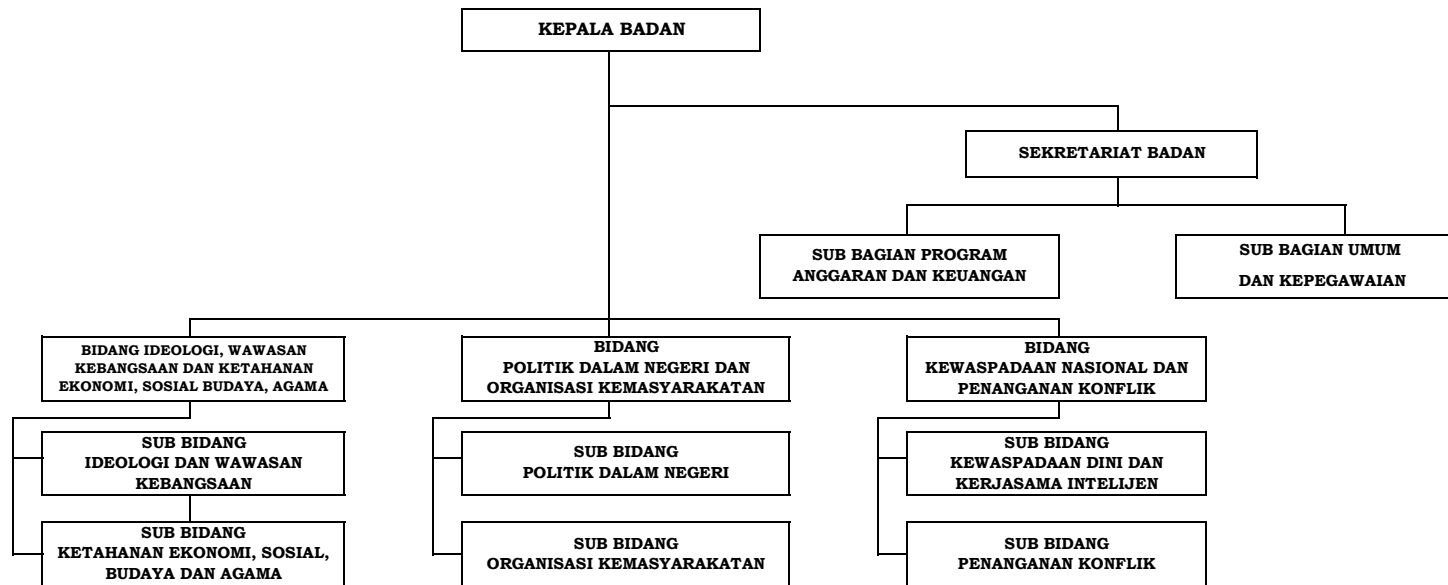 KEPALA BADAN
SEKRETARIAT BADAN
SUB BAGIAN PROGRAM
ANGGARAN DAN KEUANGAN
SUB BAGIAN UMUM
DAN KEPEGAWAIAN
BIDANG IDEOLOGI, WAWASAN
KEBANGSAAN DAN KETAHANAN
EKONOMI, SOSIAL BUDAYA, AGAMA
BIDANG
POLITIK DALAM NEGERI DAN
ORGANISASI KEMASYARAKATAN
BIDANG
KEWASPADAAN NASIONAL DAN
PENANGANAN KONFLIK
SUB BIDANG
IDEOLOGI DAN WAWASAN
KEBANGSAAN
SUB BIDANG
POLITIK DALAM NEGERI
SUB BIDANG
KEWASPADAAN DINI DAN
KERJASAMA INTELIJEN
SUB BIDANG
KETAHANAN EKONOMI, SOSIAL,
BUDAYA DAN AGAMA
SUB BIDANG
ORGANISASI KEMASYARAKATAN
SUB BIDANG
PENANGANAN KONFLIK